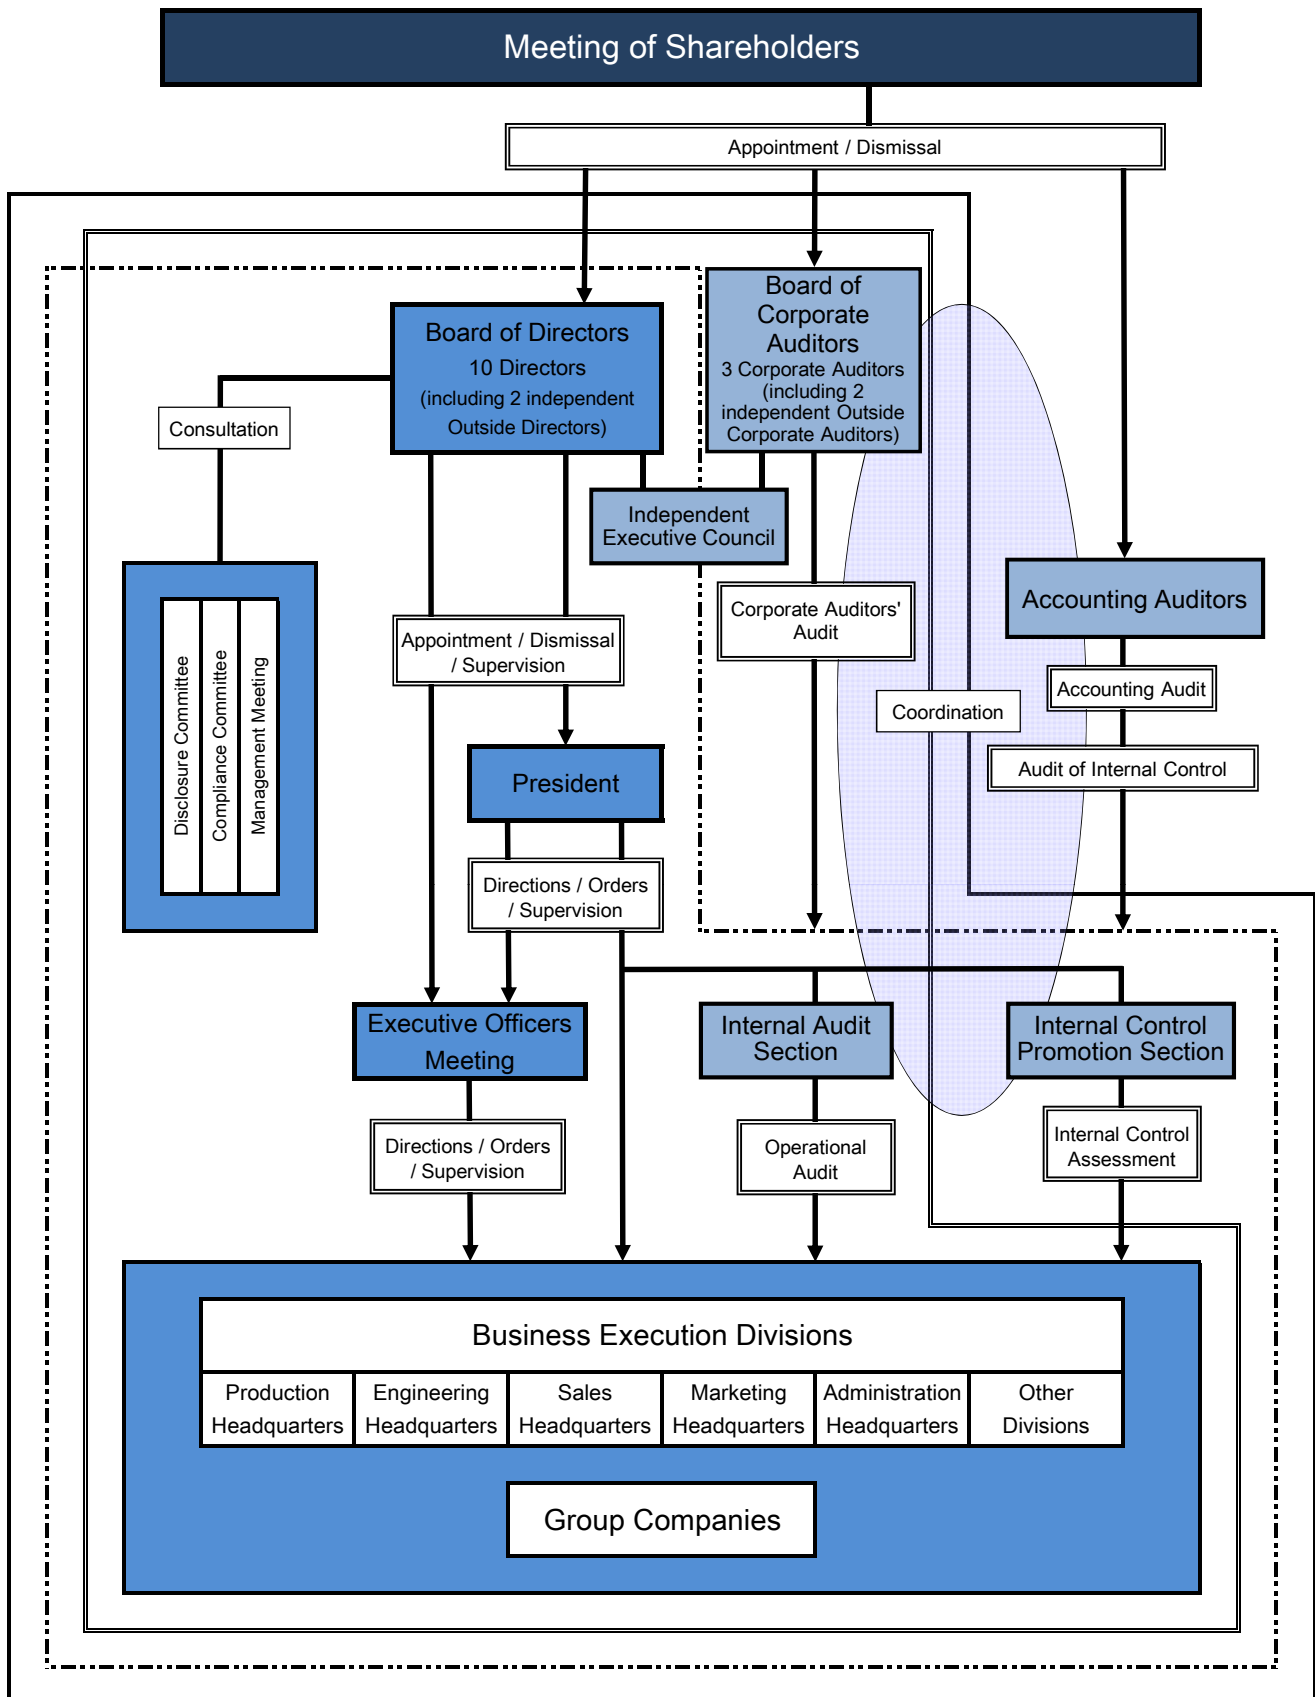 Meeting of Shareholders
Appointment / Dismissal
Board of Directors
10 Directors
(including 2 independent
Outside Directors)
Board of
Corporate
Auditors
3 Corporate Auditors
(including 2
independent Outside
Corporate Auditors)
Consultation
Independent
Executive Council
Disclosure Committee
Compliance Committee
Management Meeting
Appointment / Dismissal
/ Supervision
Corporate Auditors'
Audit
Accounting Auditors
Accounting Audit
Coordination
Audit of Internal Control
President
Directions / Orders
/ Supervision
Executive Officers
Meeting
Internal Audit
Section
Internal Control
Promotion Section
Directions / Orders
/ Supervision
Operational
Audit
Internal Control
Assessment
Business Execution Divisions
Production
Headquarters
Engineering
Headquarters
Sales
Headquarters
Marketing
Headquarters
Administration
Headquarters
Other
Divisions
Group Companies